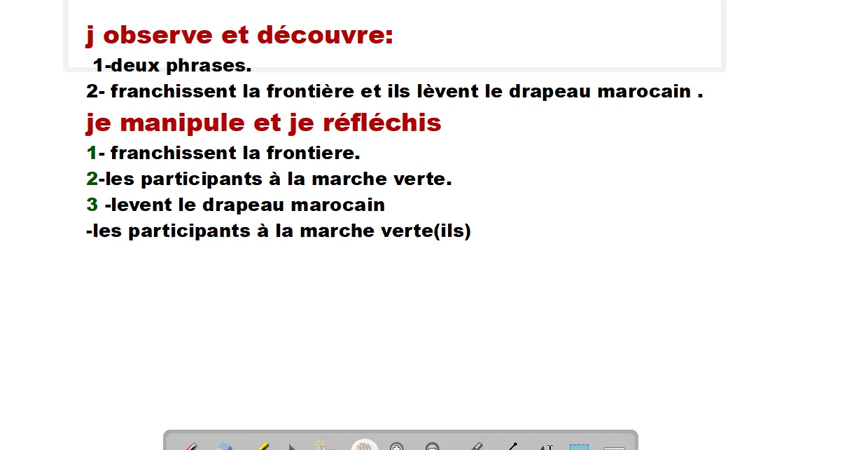 j observe et découvre:
1-deux phrases.
2- franchissent la frontière et ils lèvent le drapeau marocain .
je manipule et je réfléchis
1- franchissent la frontiere.
2-les participants à la marche verte.
3 -levent le drapeau marocain
-les participants à la marche verte(ils)